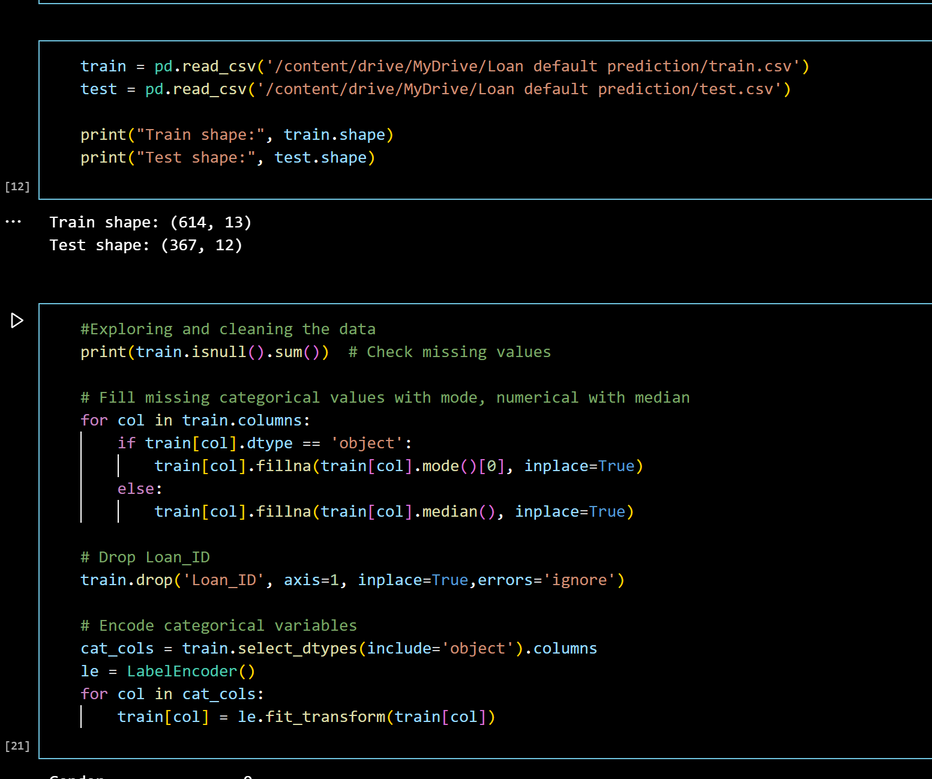 train = pd.read_csv('/content/drive/MyDrive/Loan default prediction/train.csv')
test = pd.read_csv('/content/drive/MyDrive/Loan default prediction/test.csv')
print("Train shape:", train.shape)
print("Test shape:", test.shape)
[12]
... Train shape: (614, 13)
Test shape: (367, 12)
#Exploring and cleaning the data
print(train.isnull().sum())  # Check missing values
# Fill missing categorical values with mode, numerical with median
for col in train.columns:
    if train[col].dtype == 'object':
        train[col].fillna(train[col].mode()[0], inplace=True)
    else:
        train[col].fillna(train[col].median(), inplace=True)
# Drop Loan_ID
train.drop('Loan_ID', axis=1, inplace=True,errors='ignore')
# Encode categorical variables
cat_cols = train.select_dtypes(include='object').columns
le = LabelEncoder()
for col in cat_cols:
    train[col] = le.fit_transform(train[col])
[21]